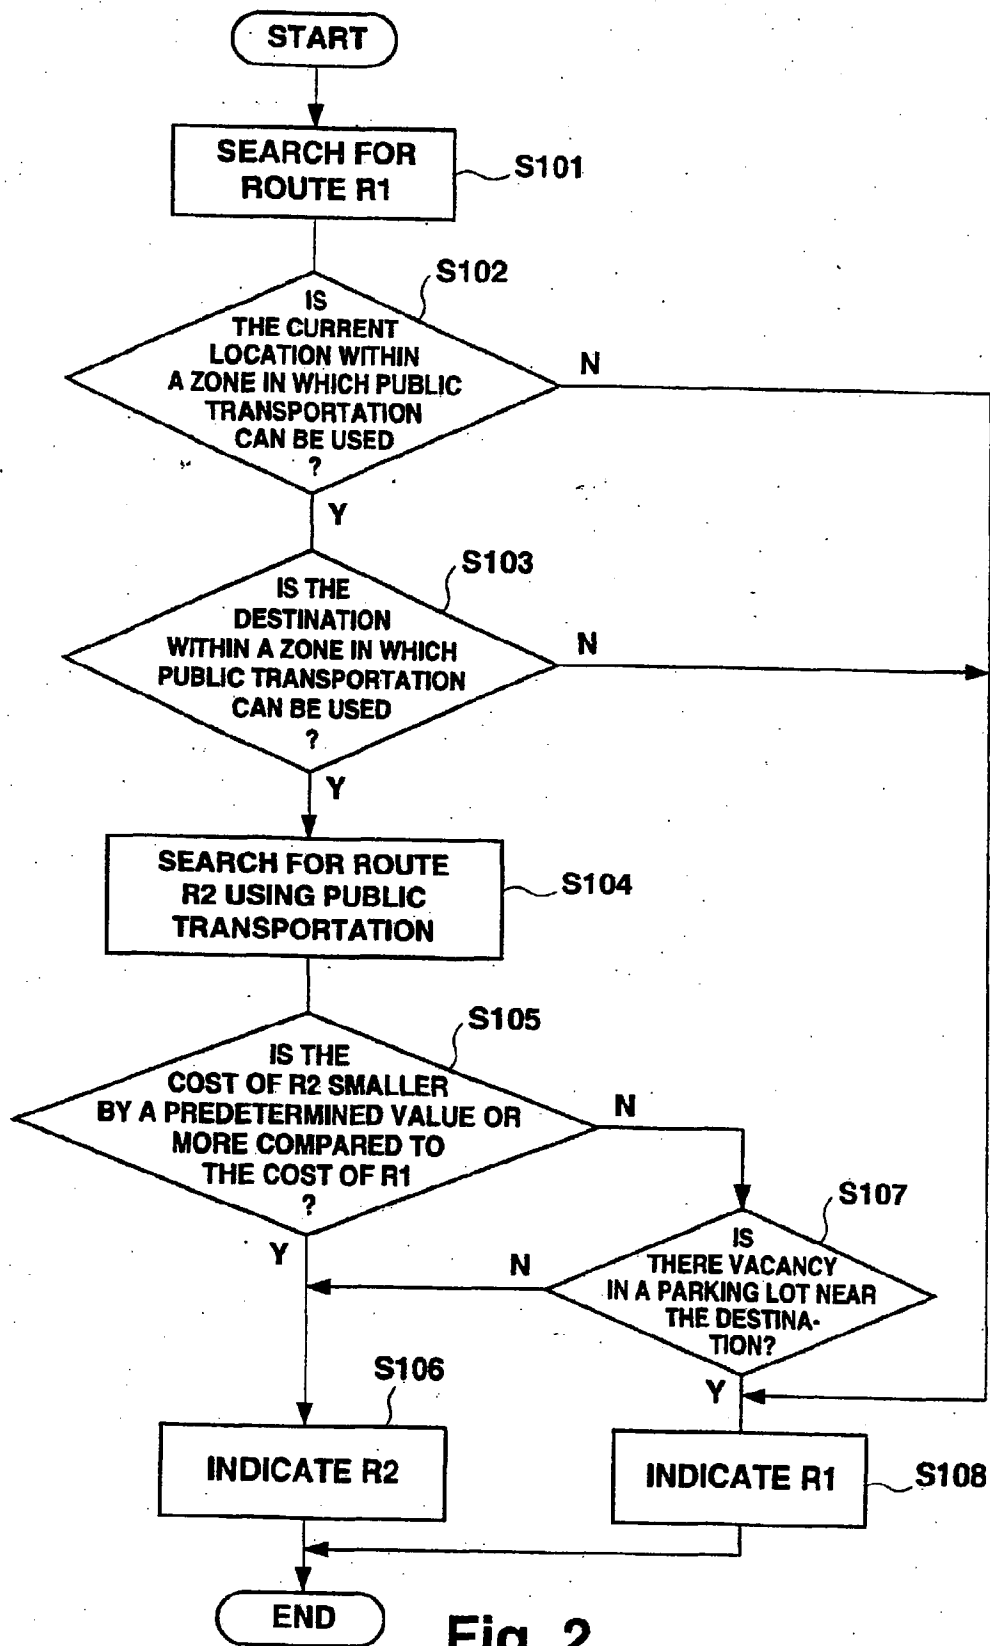 START
SEARCH FOR
ROUTE R1
S101
S102
IS
THE CURRENT
LOCATION WITHIN
A ZONE IN WHICH PUBLIC
TRANSPORTATION
CAN BE USED
?
N
Y
S103
IS THE
DESTINATION
WITHIN A ZONE IN WHICH
PUBLIC TRANSPORTATION
CAN BE USED
?
N
Y
SEARCH FOR ROUTE
R2 USING PUBLIC
TRANSPORTATION
S104
S105
IS THE
COST OF R2 SMALLER
BY A PREDETERMINED VALUE OR
MORE COMPARED TO
THE COST OF R1
?
N
Y
S107
IS
THERE VACANCY
IN A PARKING LOT NEAR
THE DESTINA-
TION?
N
Y
S106
INDICATE R2
INDICATE R1
S108
END
Fig. 2